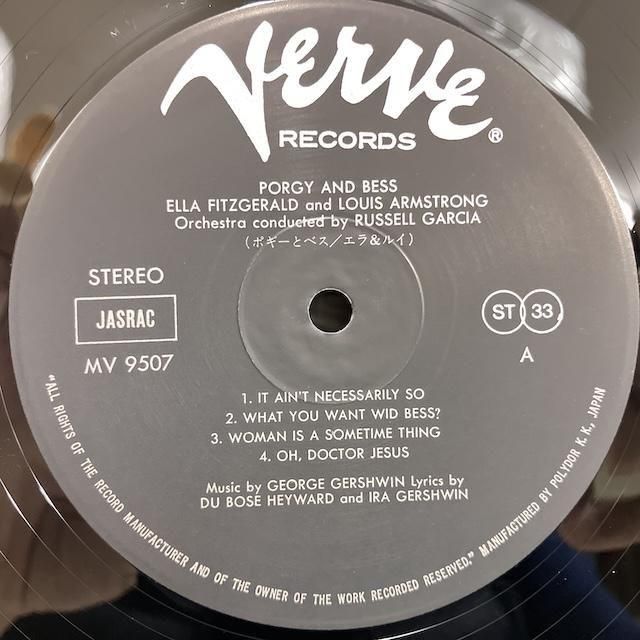 Verve
RECORDS ®
PORGY AND BESS
ELLA FITZGERALD and LOUIS ARMSTRONG
Orchestra conducted by RUSSELL GARCIA
(ポギーとベス/エラ&ルイ)
STEREO
JASRAC
MV 9507
ST 33
A
1. IT AIN'T NECESSARILY SO
2. WHAT YOU WANT WID BESS?
3. WOMAN IS A SOMETIME THING
4. OH, DOCTOR JESUS
Music by GEORGE GERSHWIN Lyrics by
DU BOSE HEYWARD and IRA GERSHWIN
"ALL RIGHTS OF THE RECORD MANUFACTURER AND OF THE OWNER OF THE WORK RECORDED RESERVED." MANUFACTURED BY POLYDOR K. K., JAPAN